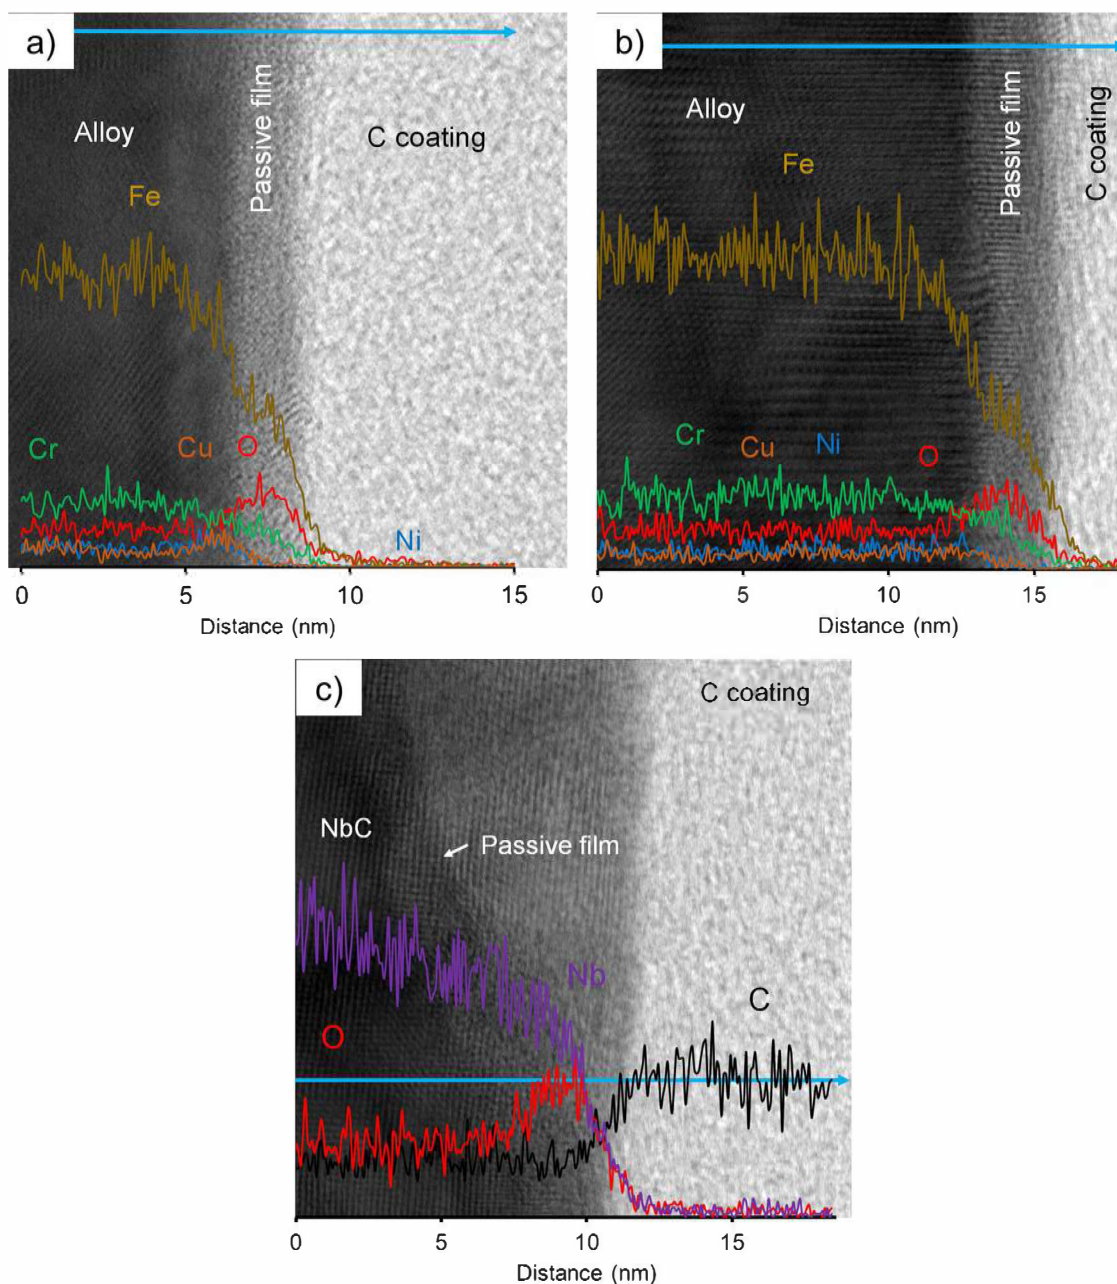 a)
Alloy
Passive film
C coating
Fe
Cr
Cu
O
Ni
0
5
10
15
Distance (nm)
b)
Alloy
Passive film
C coating
Fe
Cr
Cu
Ni
O
0
5
10
15
Distance (nm)
c)
C coating
NbC
Passive film
Nb
C
O
0
5
10
15
Distance (nm)